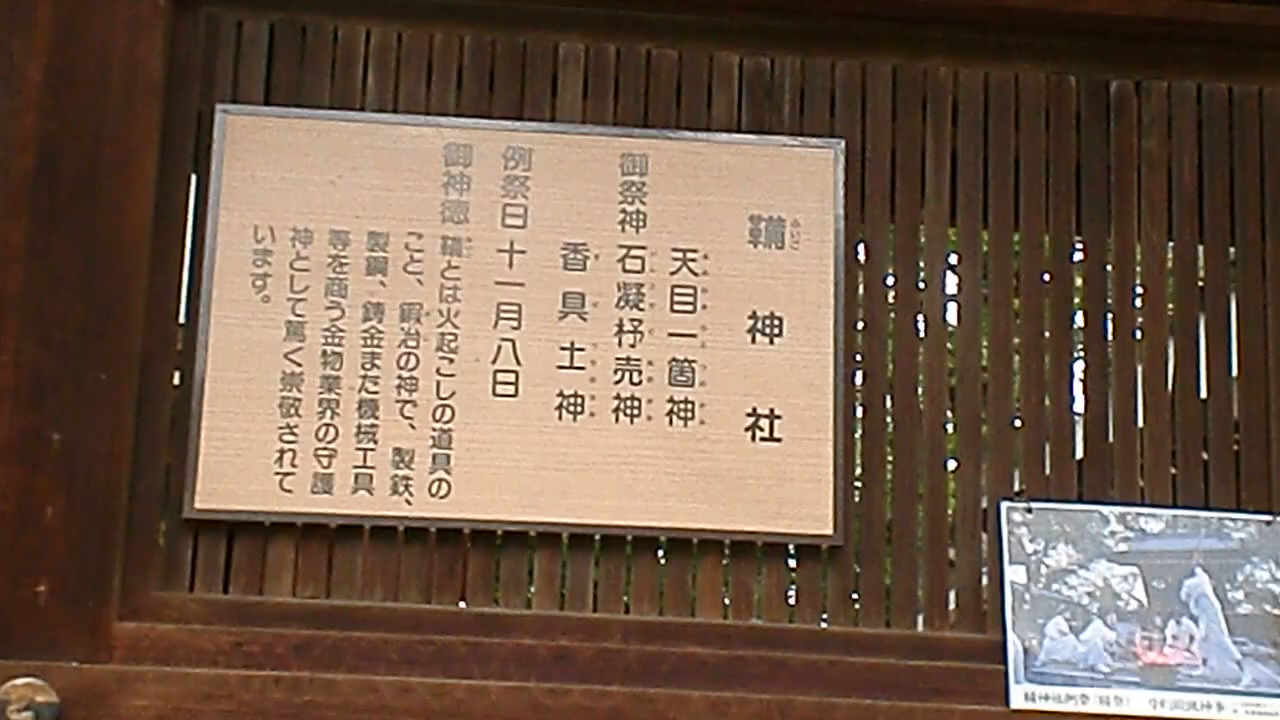 鞴神社
御祭神 天目一箇神
石凝杼売神
香具土神
例祭日 十一月八日
御神徳 鞴とは火起こしの道具の
こと、鍛冶の神で、製鉄、
製鋼、鋳金また機械工具
等を商う金物業界の守護
神として篤く崇敬されて
います。